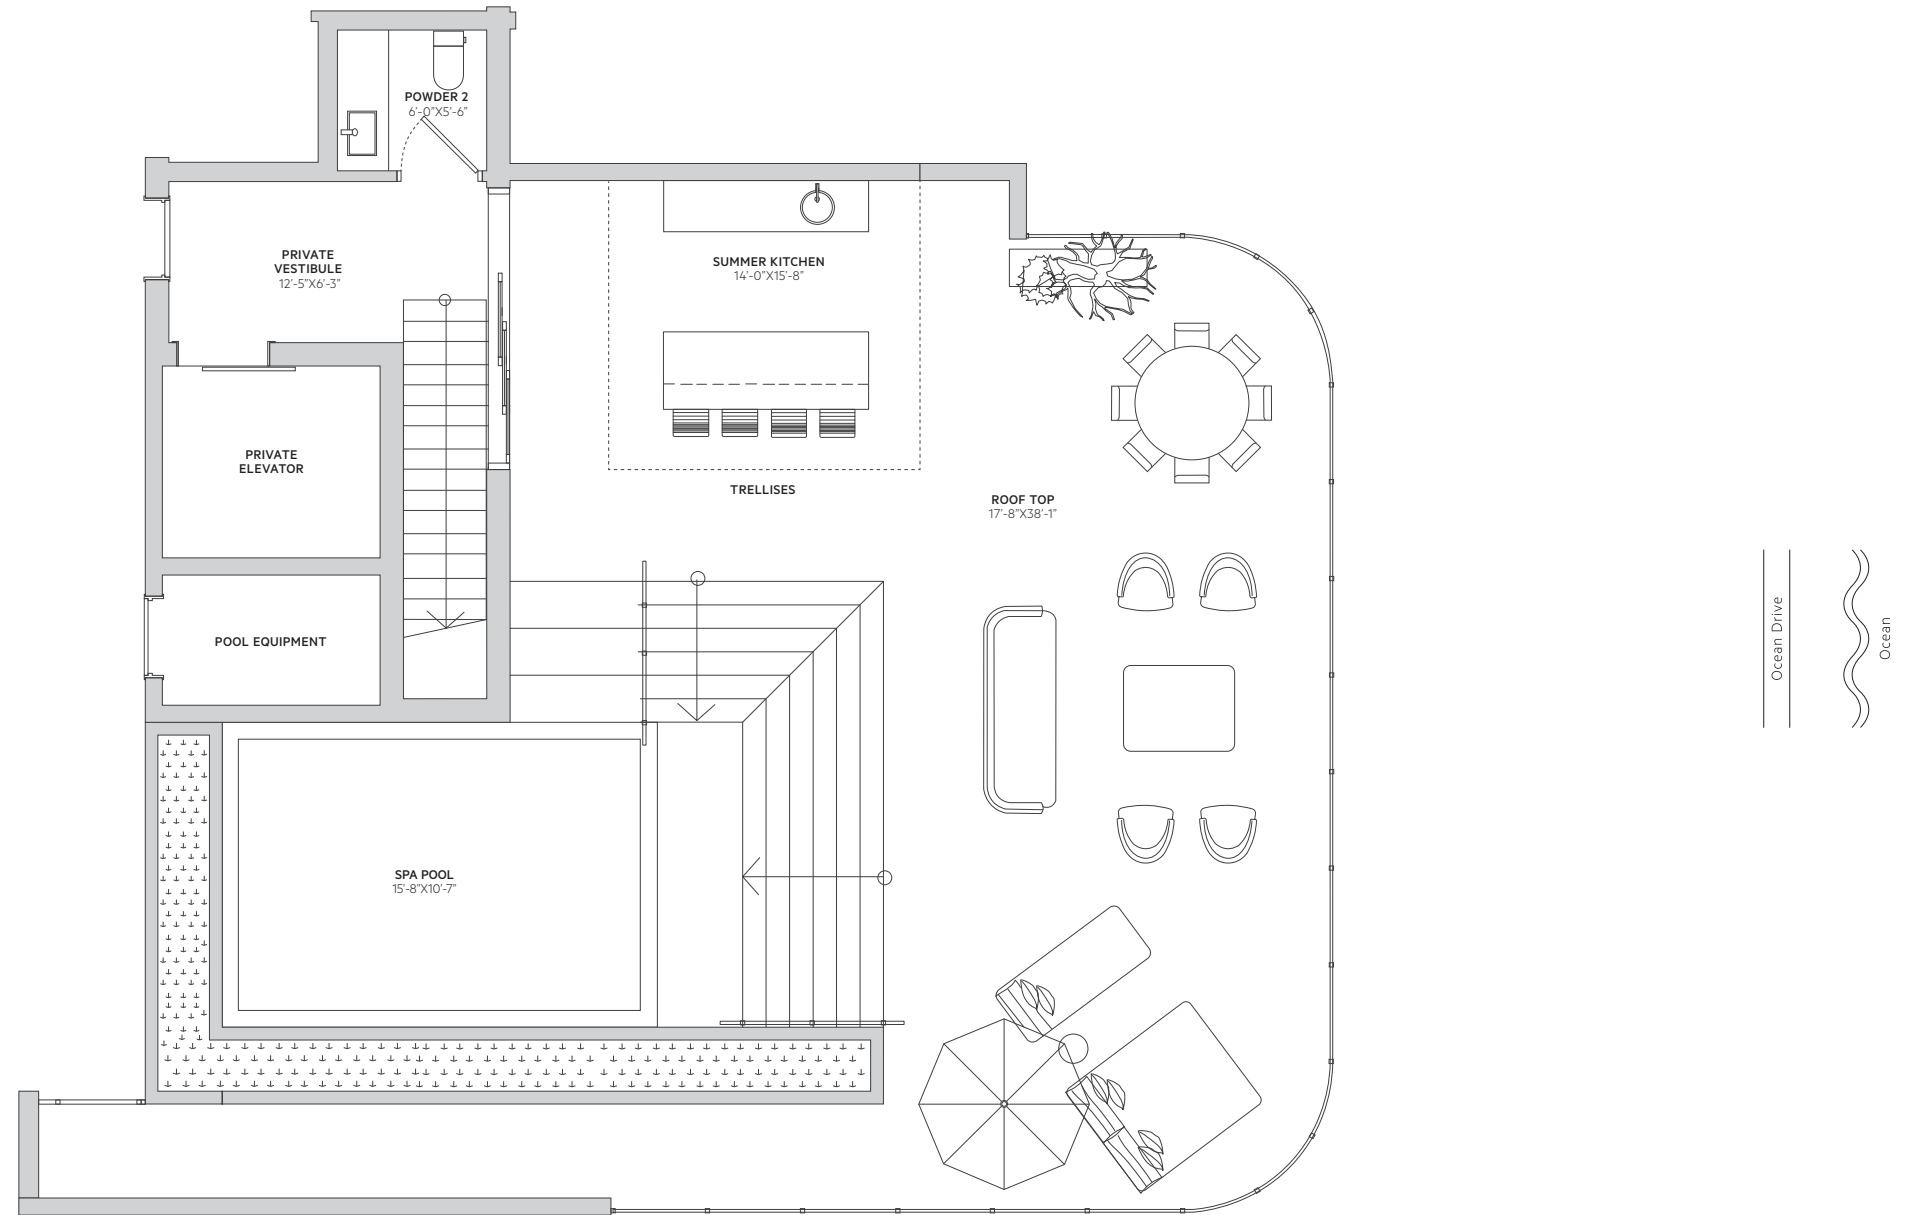 POWDER 2
6'-0"X5'-6"
PRIVATE
VESTIBULE
12'-5"X6'-3"
SUMMER KITCHEN
14'-0"X15'-8"
PRIVATE
ELEVATOR
TRELLISES
ROOF TOP
17'-8"X38'-1"
POOL EQUIPMENT
SPA POOL
15'-8"X10'-7"
Ocean Drive
Ocean